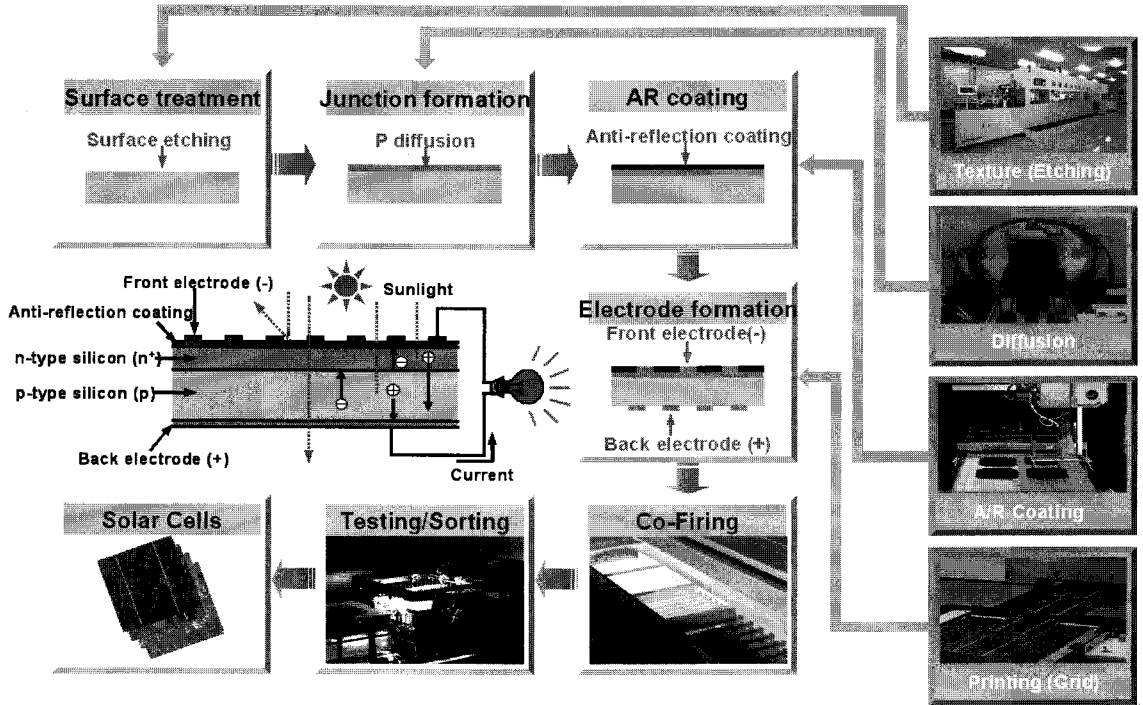 Surface treatment
Surface etching
Junction formation
P diffusion
AR coating
Anti-reflection coating
Texture (Etching)
Diffusion
A/R Coating
Printing (Grid)
Front electrode (-)
Sunlight
Anti-reflection coating
n-type silicon (n⁺)
p-type silicon (p)
Back electrode (+)
Current
Electrode formation
Front electrode(-)
Back electrode (+)
Solar Cells
Testing/Sorting
Co-Firing